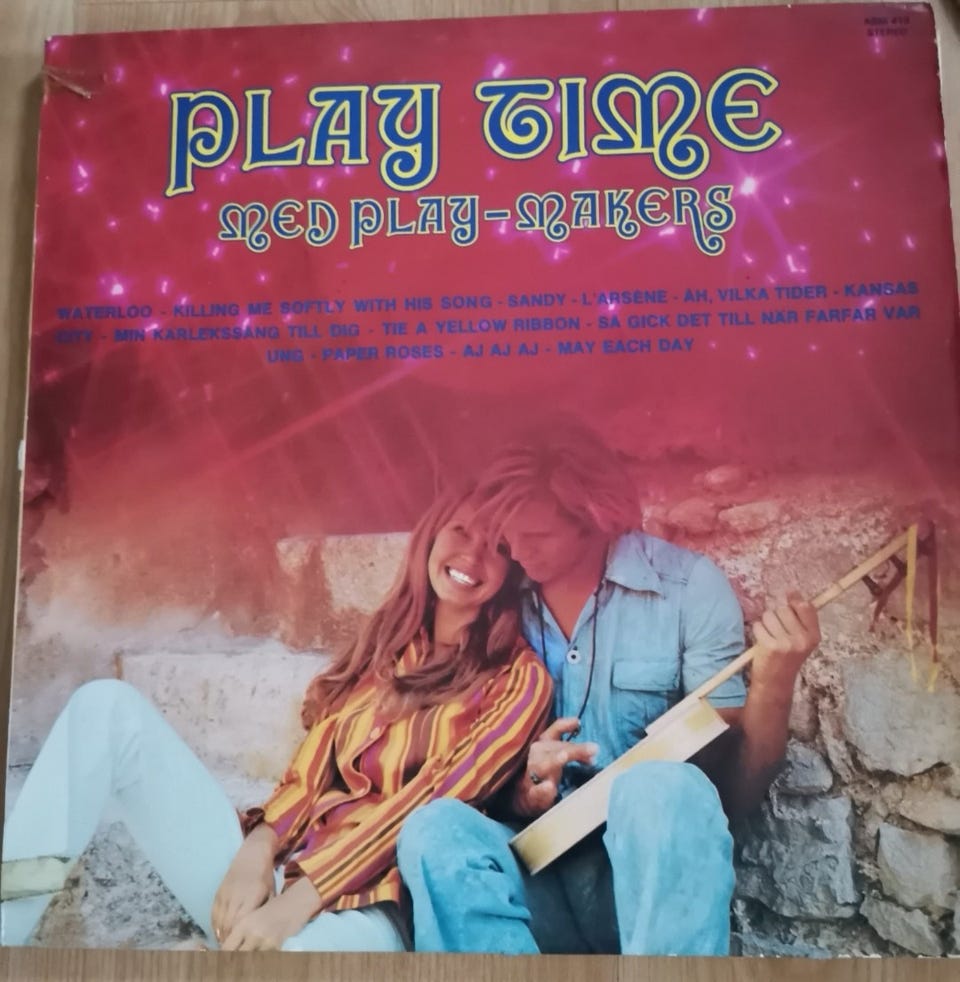 STEREO
PLAY TIME
MED PLAY-MAKERS
WATERLOO - KILLING ME SOFTLY WITH HIS SONG - SANDY - L'ARSÈNE - ÅH, VILKA TIDER - KANSAS
CITY - MIN KÄRLEKSSÅNG TILL DIG - TIE A YELLOW RIBBON - SÅ GICK DET TILL NÄR FARFAR VAR
UNG - PAPER ROSES - AJ AJ AJ - MAY EACH DAY